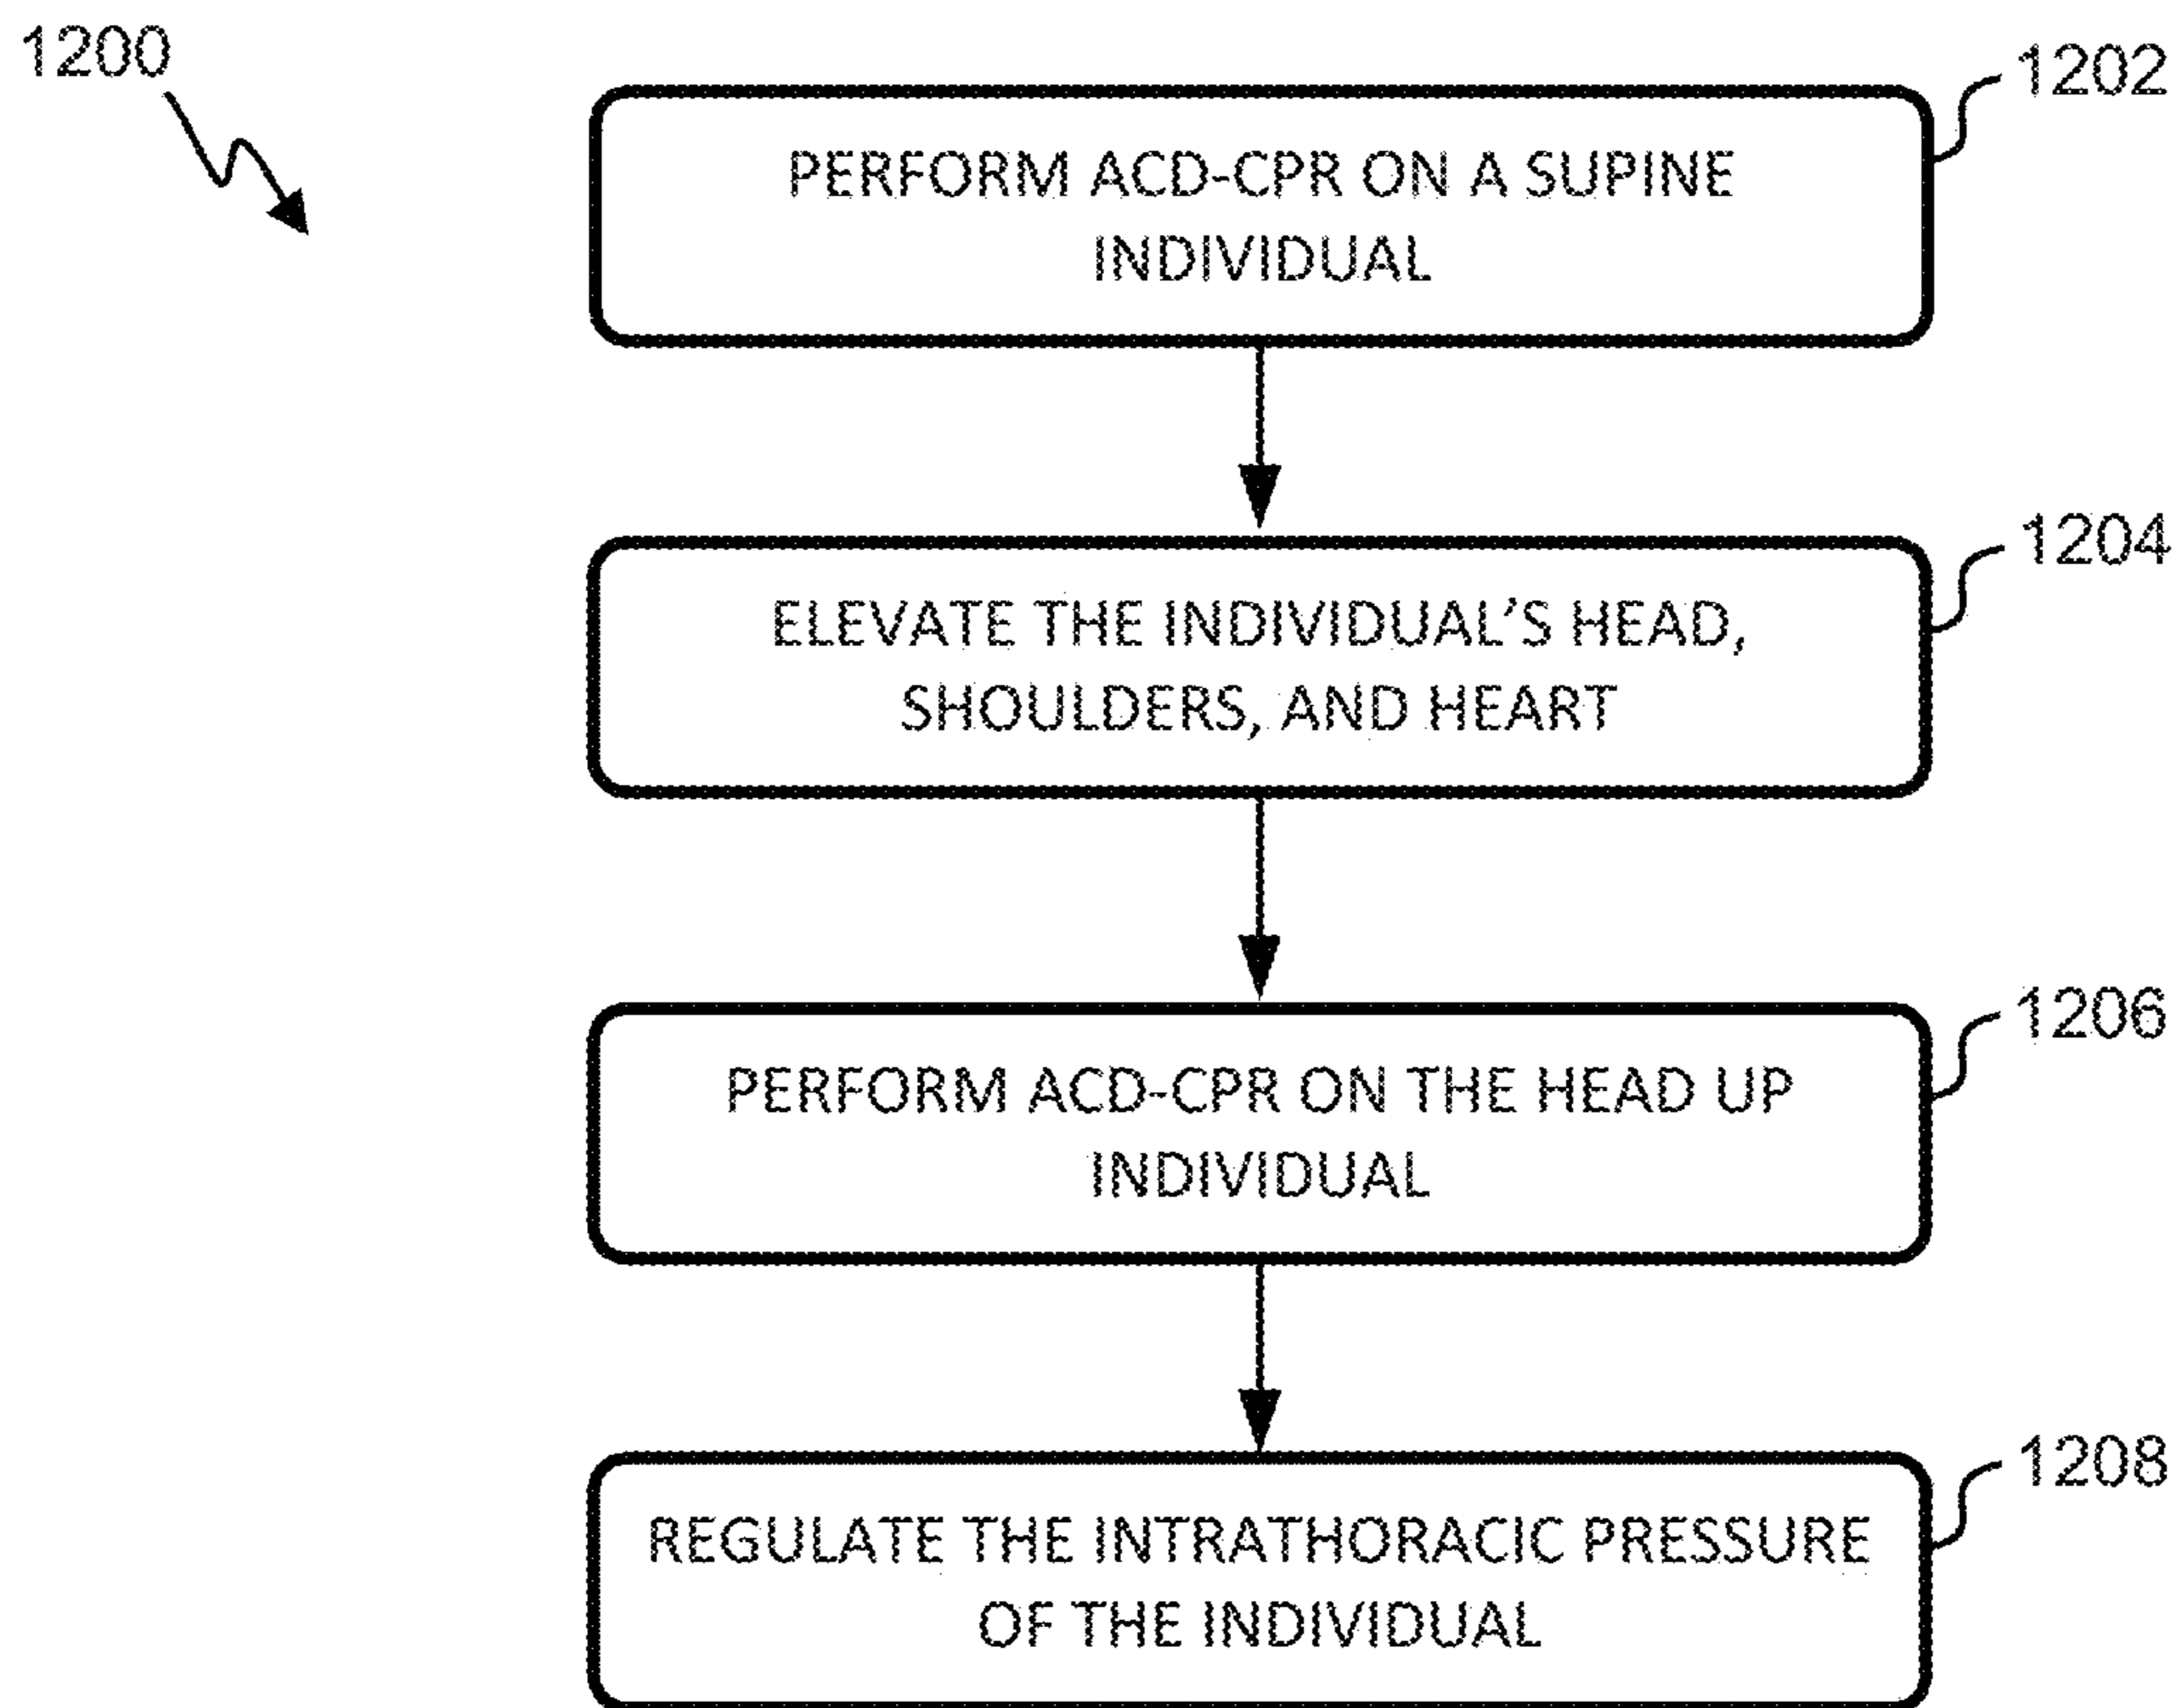 1200
1202
PERFORM ACD-CPR ON A SUPINE
INDIVIDUAL
1204
ELEVATE THE INDIVIDUAL'S HEAD,
SHOULDERS, AND HEART
1206
PERFORM ACD-CPR ON THE HEAD UP
INDIVIDUAL
1208
REGULATE THE INTRATHORACIC PRESSURE
OF THE INDIVIDUAL